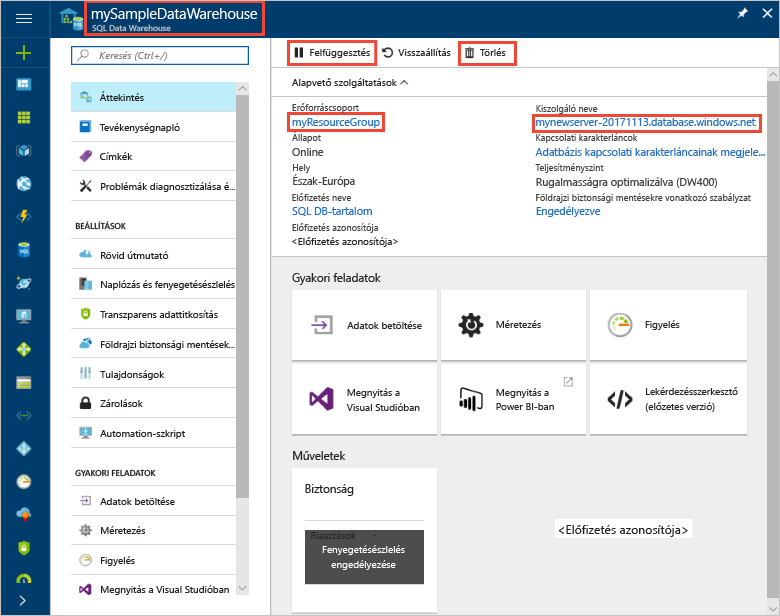 mySampleDataWarehouse
SQL Data Warehouse
Keresés (Ctrl+/)
Áttekintés
Tevékenységnapló
Címkék
Problémák diagnosztizálása é...
BEÁLLÍTÁSOK
Rövid útmutató
Naplózás és fenyegetésészlelés
Transzparens adattitkosítás
Földrajzi biztonsági mentések...
Tulajdonságok
Zárolások
Automation-szkript
GYAKORI FELADATOK
Adatok betöltése
Méretezés
Figyelés
Megnyitás a Visual Studióban
Felfüggesztés
Visszaállítás
Törlés
Alapvető szolgáltatások
Erőforráscsoport
myResourceGroup
Állapot
Online
Hely
Észak-Európa
Előfizetés neve
SQL DB-tartalom
Előfizetés azonosítója
<Előfizetés azonosítója>
Kiszolgáló neve
mynewserver-20171113.database.windows.net
Kapcsolati karakterláncok
Adatbázis kapcsolati karakterláncainak megjele...
Teljesítményszint
Rugalmasságra optimalizálva (DW400)
Földrajzi biztonsági mentésekre vonatkozó szabályzat
Engedélyezve
Gyakori feladatok
Adatok betöltése
Méretezés
Figyelés
Megnyitás a
Visual Studióban
Megnyitás a
Power BI-ban
Lekérdezésszerkesztő
(előzetes verzió)
Műveletek
Biztonság
Riasztások -
Fenyegetésészlelés
engedélyezése
<Előfizetés azonosítója>